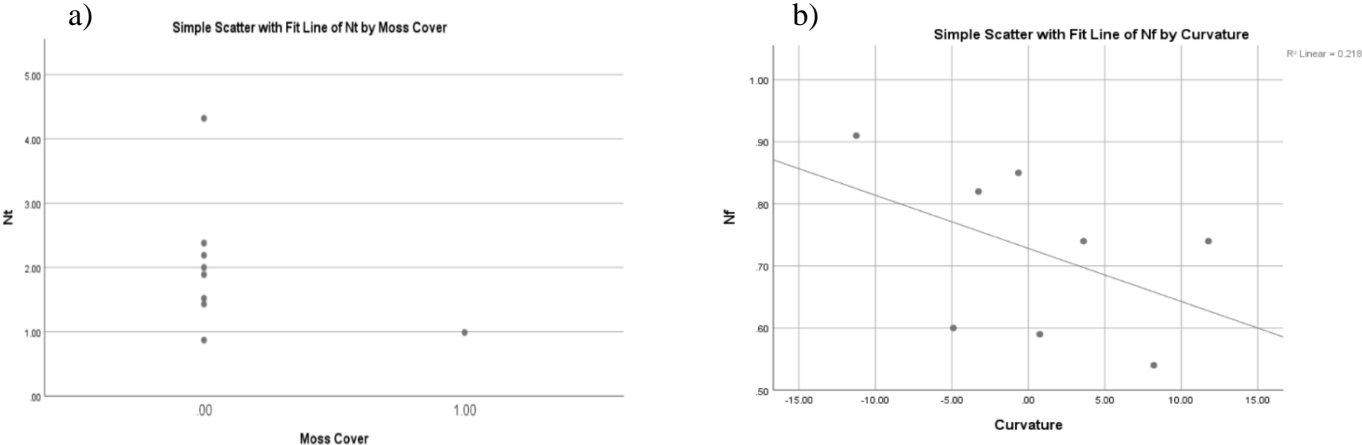 a)
Simple Scatter with Fit Line of Nt by Moss Cover
5.00
4.00
3.00
2.00
1.00
.00
Nt
.00 1.00
Moss Cover
b)
Simple Scatter with Fit Line of Nf by Curvature
R² Linear = 0.218
1.00
.90
.80
.70
.60
.50
Nf
-15.00 -10.00 -5.00 .00 5.00 10.00 15.00
Curvature